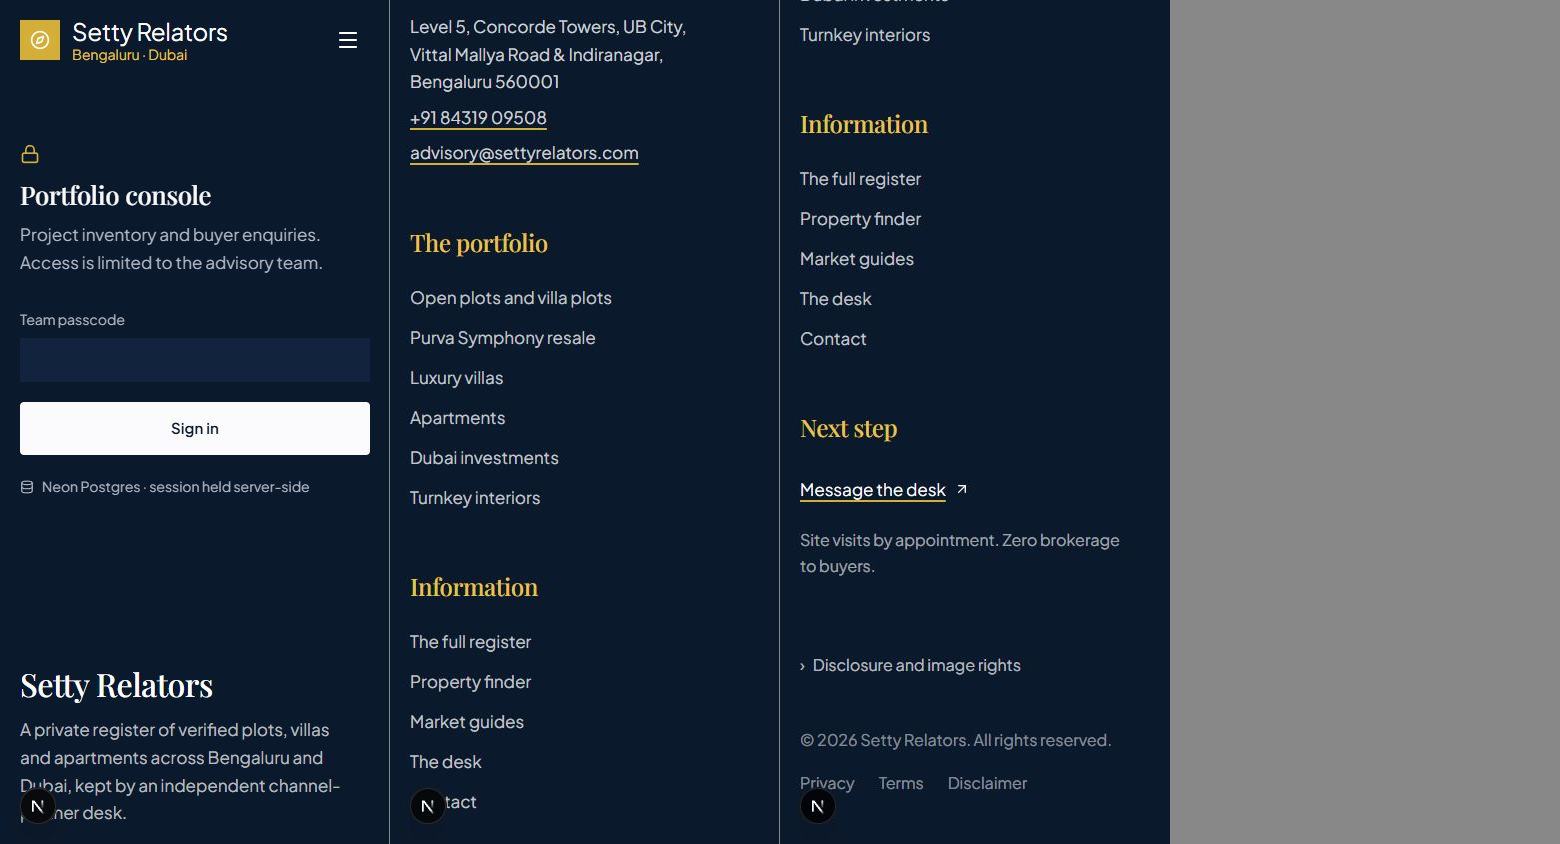 Setty Relators
Bengaluru · Dubai
Portfolio console
Project inventory and buyer enquiries.
Access is limited to the advisory team.
Team passcode
Sign in
Neon Postgres · session held server-side
Setty Relators
A private register of verified plots, villas
and apartments across Bengaluru and
Dubai, kept by an independent channel-
desk.
N
Level 5, Concorde Towers, UB City,
Vittal Mallya Road & Indiranagar,
Bengaluru 560001
+91 84319 09508
advisory@settyrelators.com
The portfolio
Open plots and villa plots
Purva Symphony resale
Luxury villas
Apartments
Dubai investments
Turnkey interiors
Information
The full register
Property finder
Market guides
The desk
N
Turnkey interiors
Information
The full register
Property finder
Market guides
The desk
Contact
Next step
Message the desk
Site visits by appointment. Zero brokerage
to buyers.
› Disclosure and image rights
© 2026 Setty Relators. All rights reserved.
Privacy Terms Disclaimer
N